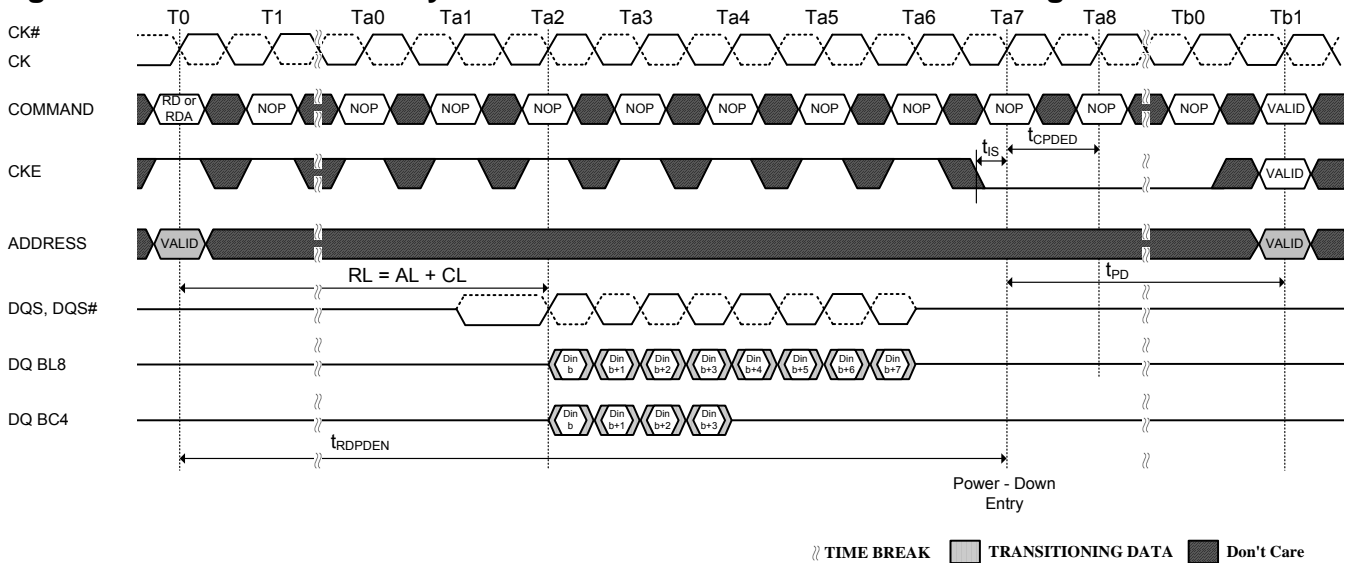 T0 T1 Ta0 Ta1 Ta2 Ta3 Ta4 Ta5 Ta6 Ta7 Ta8 Tb0 Tb1
CK#
CK
COMMAND RD or RDA NOP NOP NOP NOP NOP NOP NOP NOP NOP NOP NOP VALID
tIS tCPDED
CKE VALID
ADDRESS VALID VALID
RL = AL + CL tPD
DQS, DQS#
DQ BL8 Din b Din b+1 Din b+2 Din b+3 Din b+4 Din b+5 Din b+6 Din b+7
DQ BC4 Din b Din b+1 Din b+2 Din b+3
tRDPDEN
Power - Down
Entry
TIME BREAK TRANSITIONING DATA Don't Care